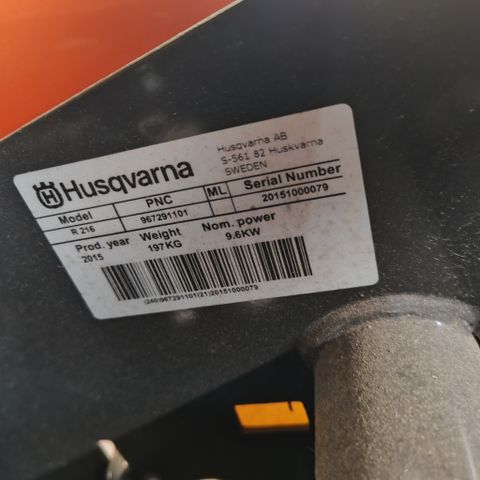 Husqvarna
Husqvarna AB
S-561 82 Huskvarna
SWEDEN
Model PNC ML Serial Number
R 216 967291101 20151000079
Prod. year Weight Nom. power
2015 197KG 9.6KW
(240)967291101(21)20151000079